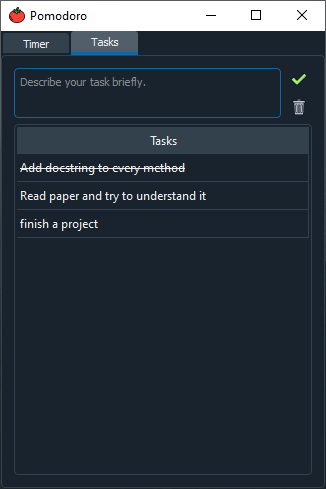 Pomodoro
Timer
Tasks
Describe your task briefly.
Tasks
Add docstring to every method
Read paper and try to understand it
finish a project